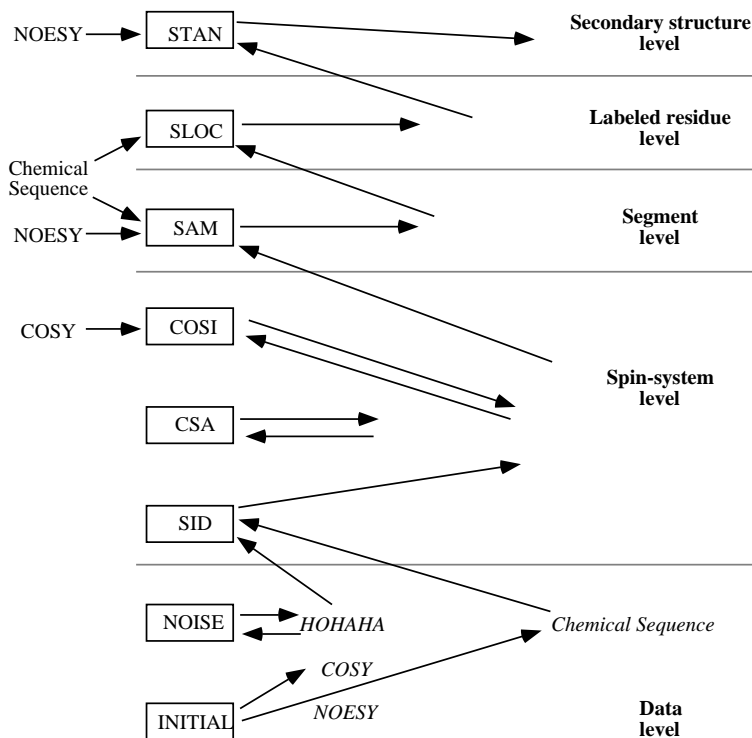 NOESY
STAN
Secondary structure
level
SLOC
Labeled residue
level
Chemical
Sequence
NOESY
SAM
Segment
level
COSY
COSI
Spin-system
level
CSA
SID
NOISE
HOHAHA
Chemical Sequence
COSY
NOESY
INITIAL
Data
level